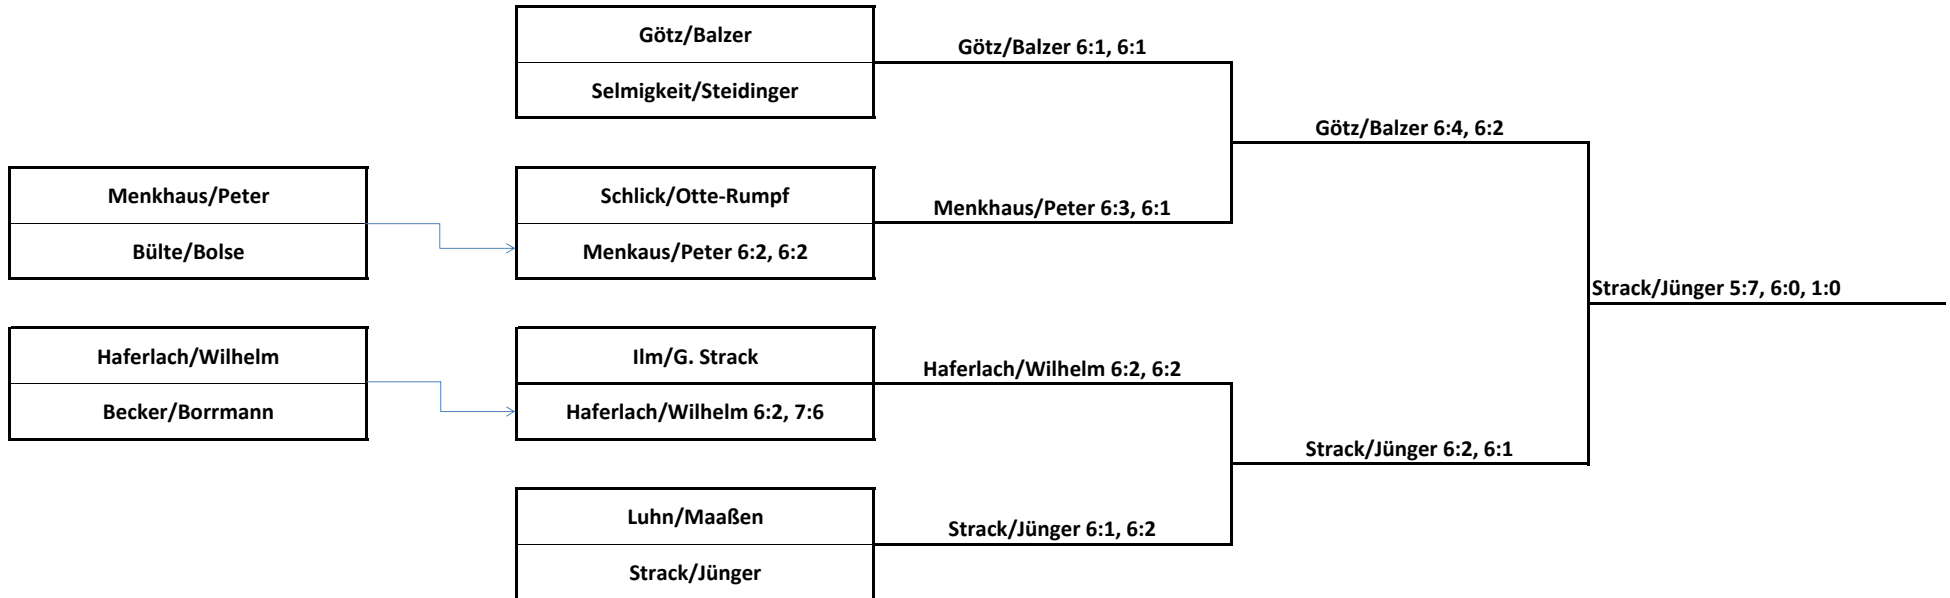 Götz/Balzer
Selmigkeit/Steidinger
Menkhaus/Peter
Bülte/Bolse
Schlick/Otte-Rumpf
Menkaus/Peter 6:2, 6:2
Haferlach/Wilhelm
Becker/Borrmann
Ilm/G. Strack
Haferlach/Wilhelm 6:2, 7:6
Luhn/Maaßen
Strack/Jünger
Götz/Balzer 6:1, 6:1
Menkhaus/Peter 6:3, 6:1
Haferlach/Wilhelm 6:2, 6:2
Strack/Jünger 6:1, 6:2
Götz/Balzer 6:4, 6:2
Strack/Jünger 6:2, 6:1
Strack/Jünger 5:7, 6:0, 1:0